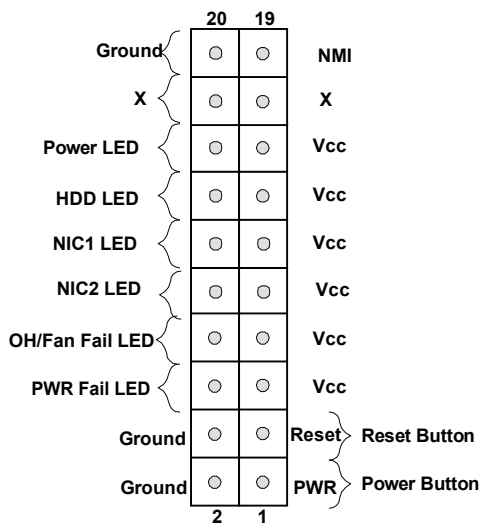 20 19
Ground NMI
X X
Power LED Vcc
HDD LED Vcc
NIC1 LED Vcc
NIC2 LED Vcc
OH/Fan Fail LED Vcc
PWR Fail LED Vcc
Ground Reset Reset Button
Ground PWR Power Button
2 1